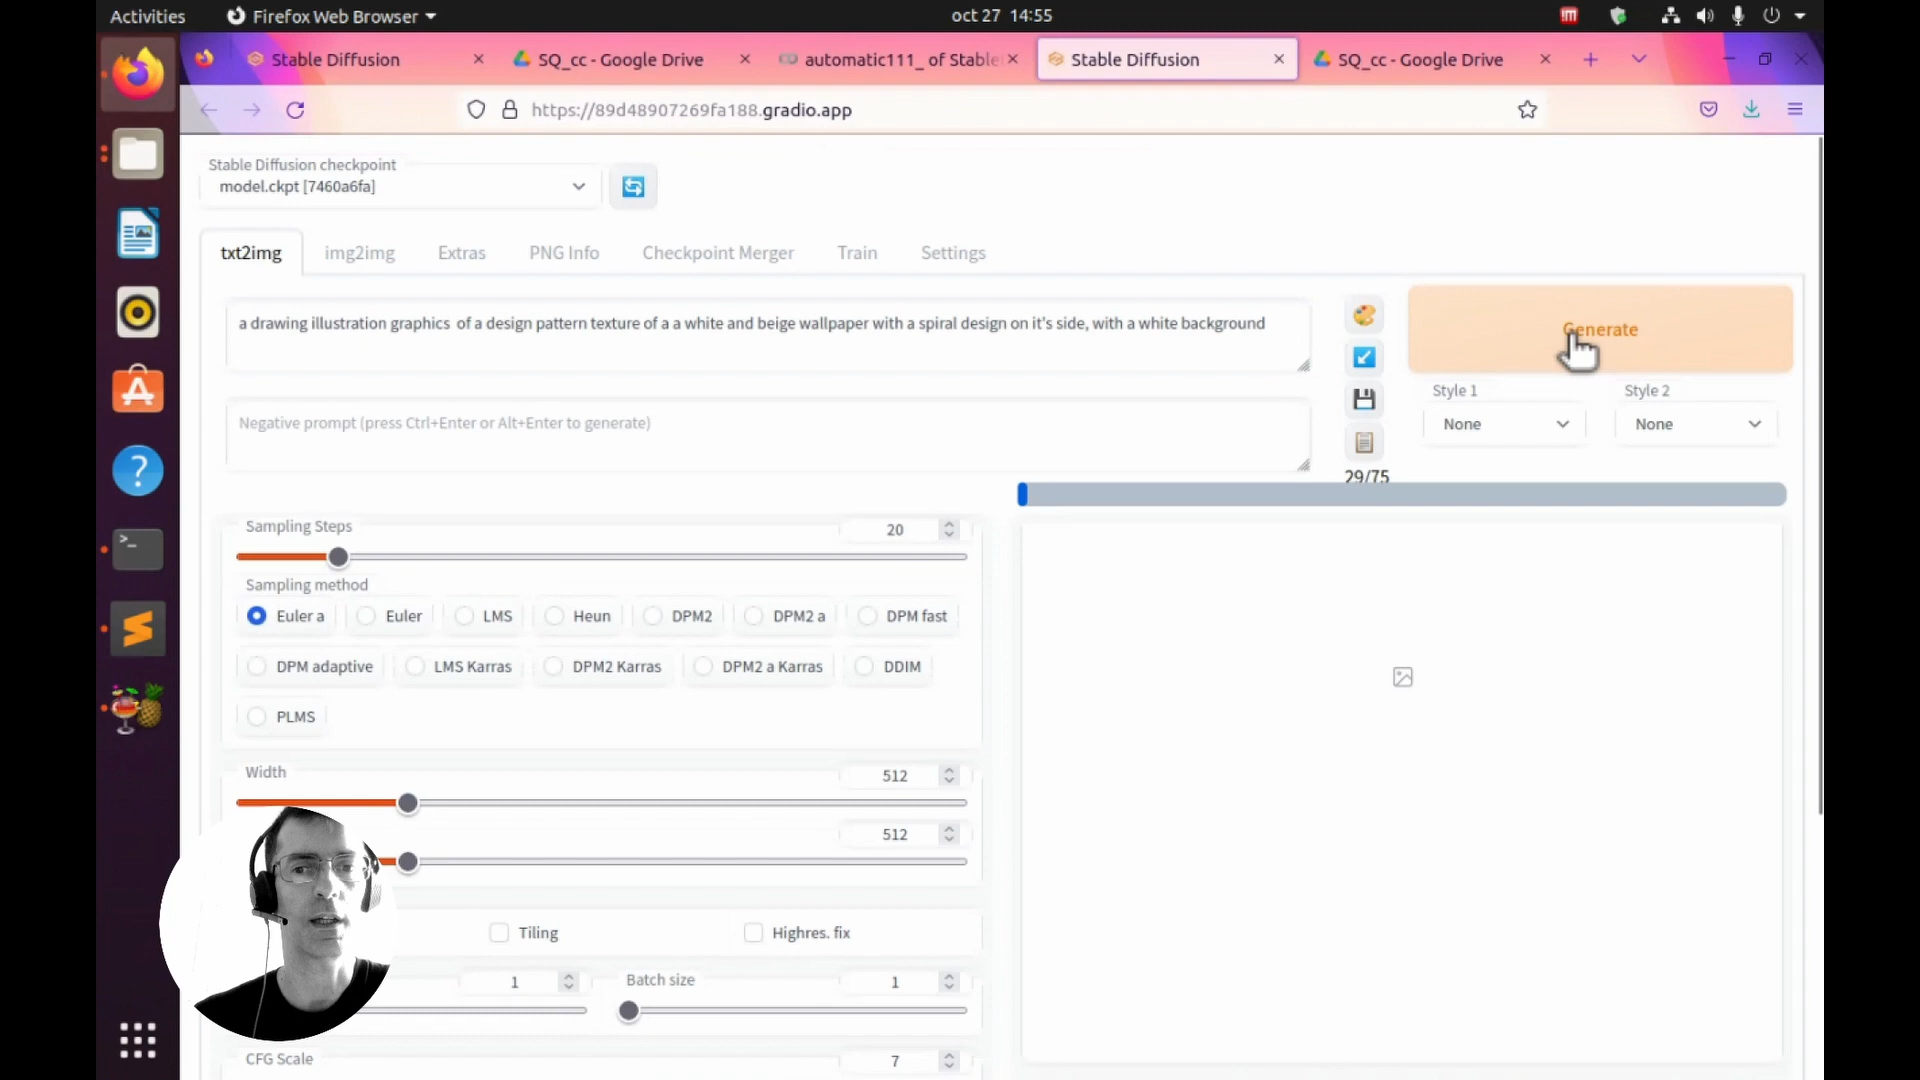 Activities
Firefox Web Browser
oct 27 14:55
Stable Diffusion
SQ_cc - Google Drive
automatic111_ of Stable
Stable Diffusion
SQ_cc - Google Drive
https://89d48907269fa188.gradio.app
Stable Diffusion checkpoint
model.ckpt [7460a6fa]
txt2img
img2img
Extras
PNG Info
Checkpoint Merger
Train
Settings
a drawing illustration graphics of a design pattern texture of a a white and beige wallpaper with a spiral design on it's side, with a white background
Generate
Style 1
Style 2
None
None
Negative prompt (press Ctrl+Enter or Alt+Enter to generate)
29/75
Sampling Steps
20
Sampling method
Euler a
Euler
LMS
Heun
DPM2
DPM2 a
DPM fast
DPM adaptive
LMS Karras
DPM2 Karras
DPM2 a Karras
DDIM
PLMS
Width
512
512
Tiling
Highres. fix
1
Batch size
1
CFG Scale
7